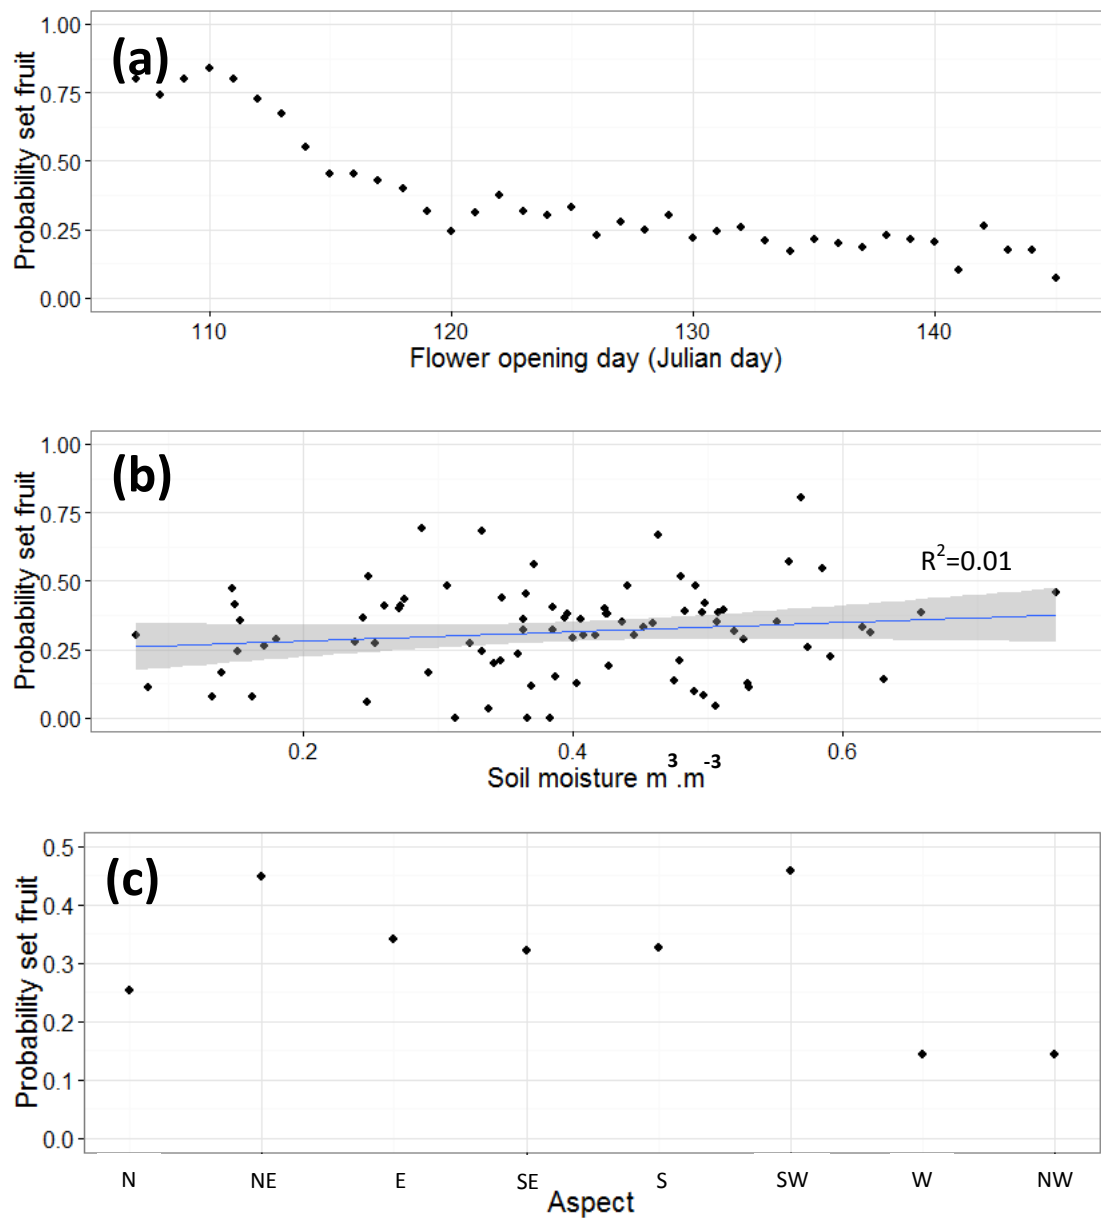 (a)
Probability set fruit
1.00
0.75
0.50
0.25
0.00
110 120 130 140
Flower opening day (Julian day)
(b)
Probability set fruit
1.00
0.75
0.50
0.25
0.00
R²=0.01
0.2 0.4 0.6
Soil moisture m³.m⁻³
(c)
Probability set fruit
0.5
0.4
0.3
0.2
0.1
0.0
N NE E SE S SW W NW
Aspect